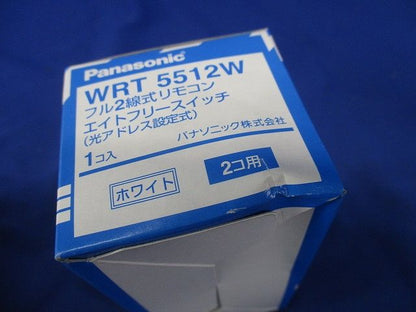 Panasonic
WRT 5512W
フル2線式リモコン
エイトフリースイッチ
(光アドレス設定式)
パナソニック株式会社
1コ入
ホワイト
2コ用